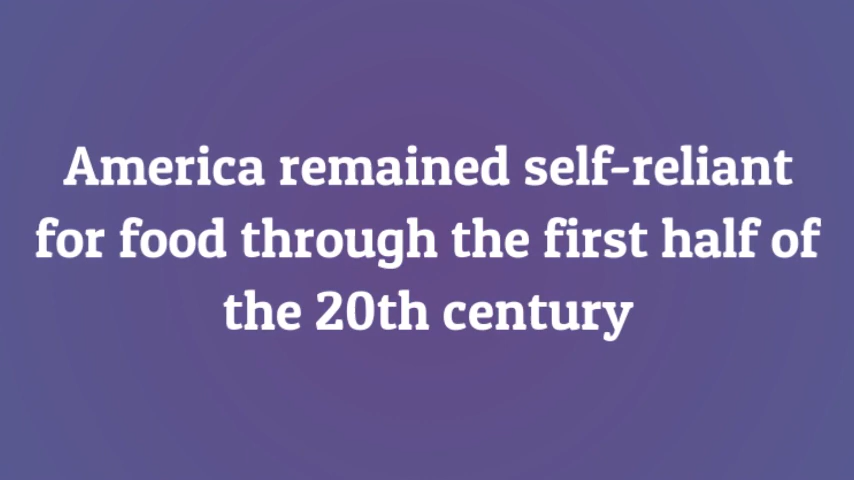 America remained self-reliant
for food through the first half of
the 20th century